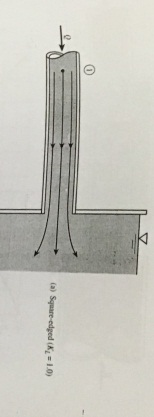 Q
①
(a) Square-edged (K_L = 1.0)